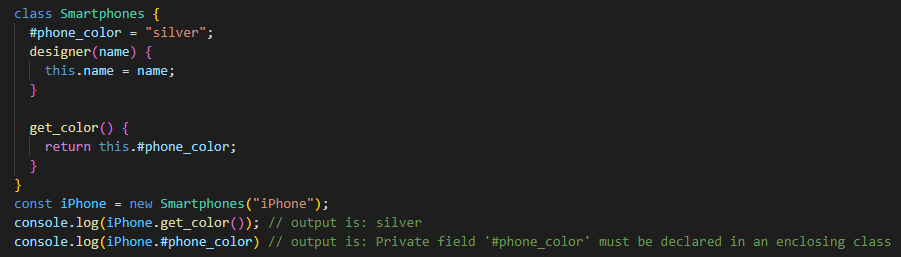 class Smartphones {
  #phone_color = "silver";
  designer(name) {
    this.name = name;
  }

  get_color() {
    return this.#phone_color;
  }
}
const iPhone = new Smartphones("iPhone");
console.log(iPhone.get_color()); // output is: silver
console.log(iPhone.#phone_color) // output is: Private field '#phone_color' must be declared in an enclosing class